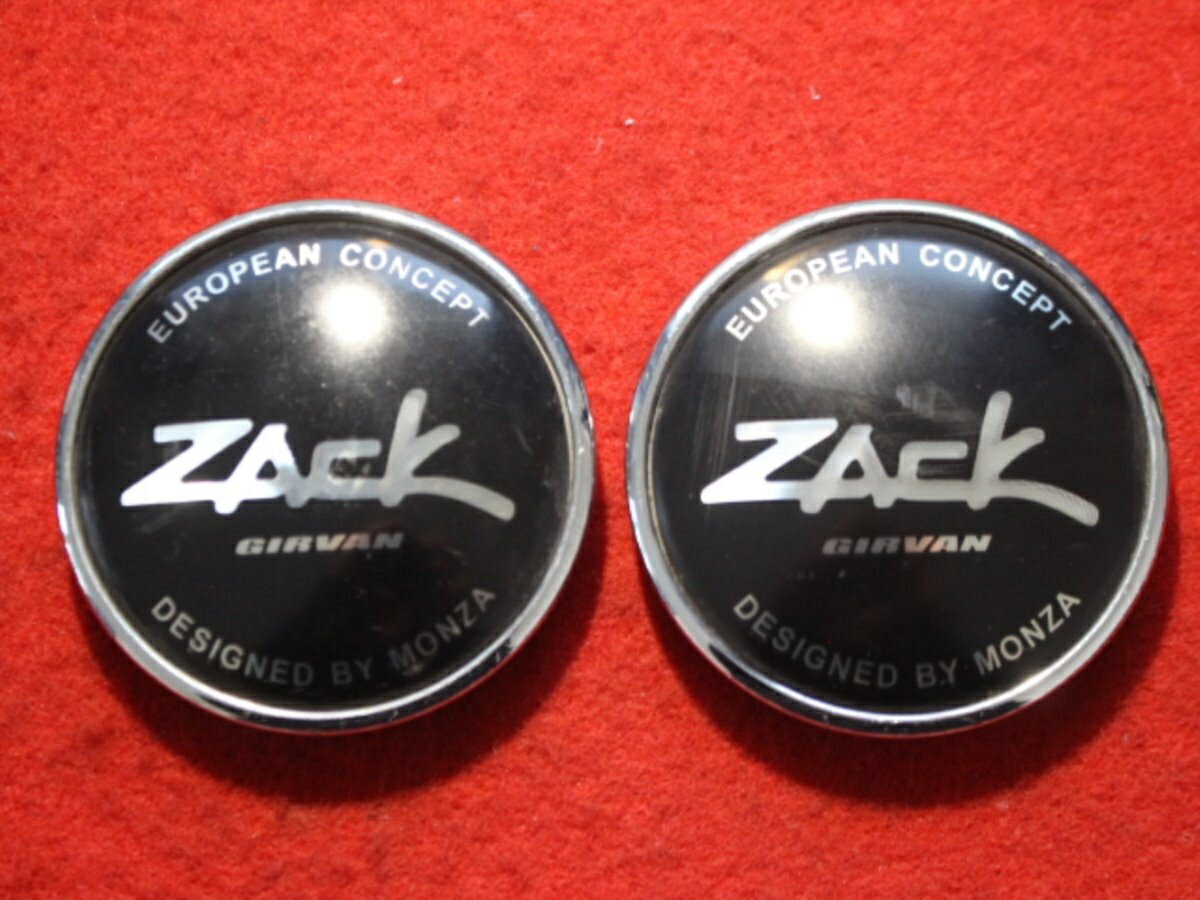 EUROPEAN CONCEPT
ZACK
GIRVAN
DESIGNED BY MONZA
EUROPEAN CONCEPT
ZACK
GIRVAN
DESIGNED BY MONZA